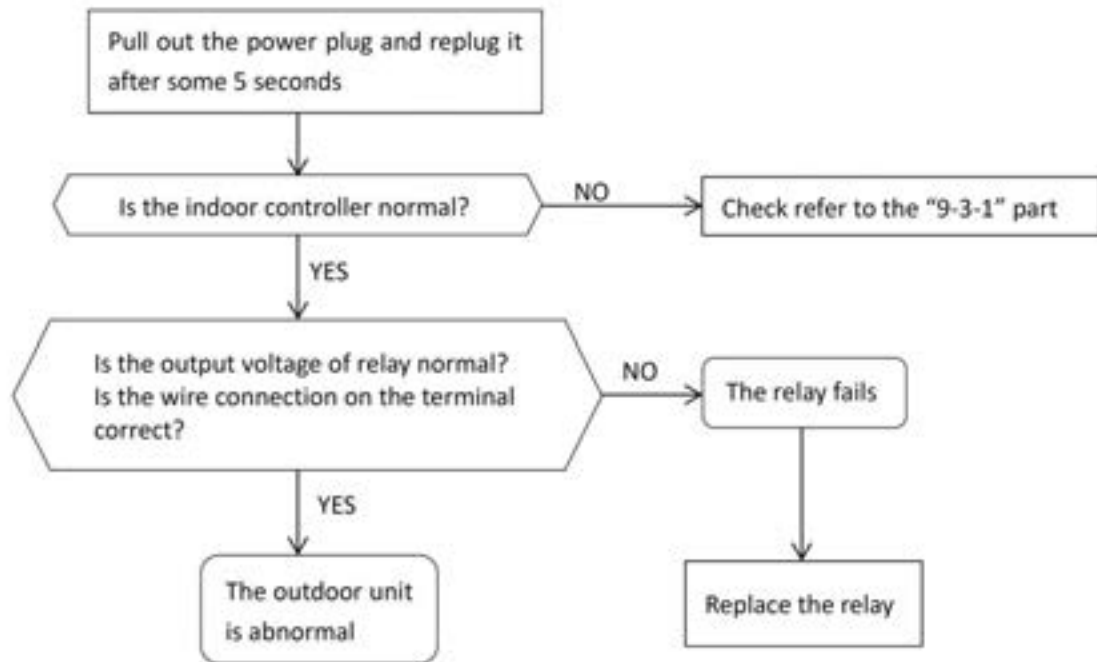 Pull out the power plug and replug it
after some 5 seconds
Is the indoor controller normal?
NO
Check refer to the “9-3-1” part
YES
Is the output voltage of relay normal?
Is the wire connection on the terminal
correct?
NO
The relay fails
YES
The outdoor unit
is abnormal
Replace the relay